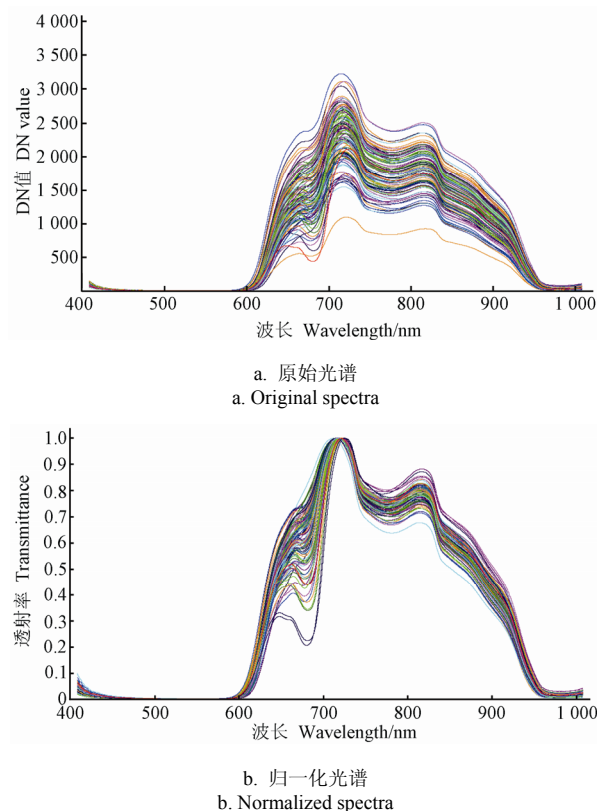 4 000
3 500
3 000
2 500
2 000
1 500
1 000
500
DN值 DN value
400 500 600 700 800 900 1 000
波长 Wavelength/nm
a. 原始光谱
a. Original spectra
1.0
0.9
0.8
0.7
0.6
0.5
0.4
0.3
0.2
0.1
0
透射率 Transmittance
400 500 600 700 800 900 1 000
波长 Wavelength/nm
b. 归一化光谱
b. Normalized spectra